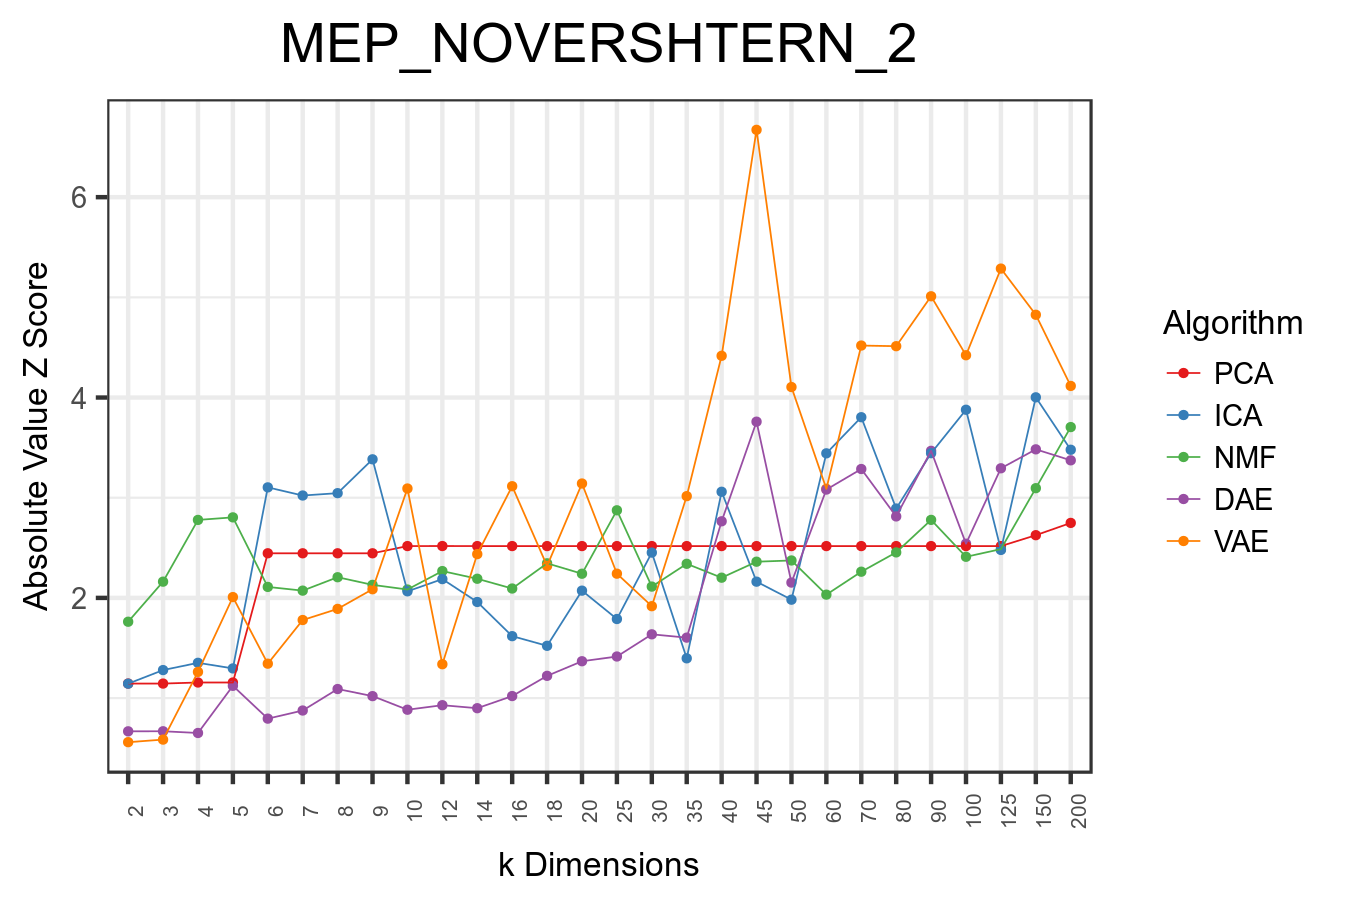 MEP_NOVERSHTERN_2
Absolute Value Z Score
6
4
2
2 3 4 5 6 7 8 9 10 12 14 16 18 20 25 30 35 40 45 50 60 70 80 90 100 125 150 200
k Dimensions
Algorithm
PCA
ICA
NMF
DAE
VAE